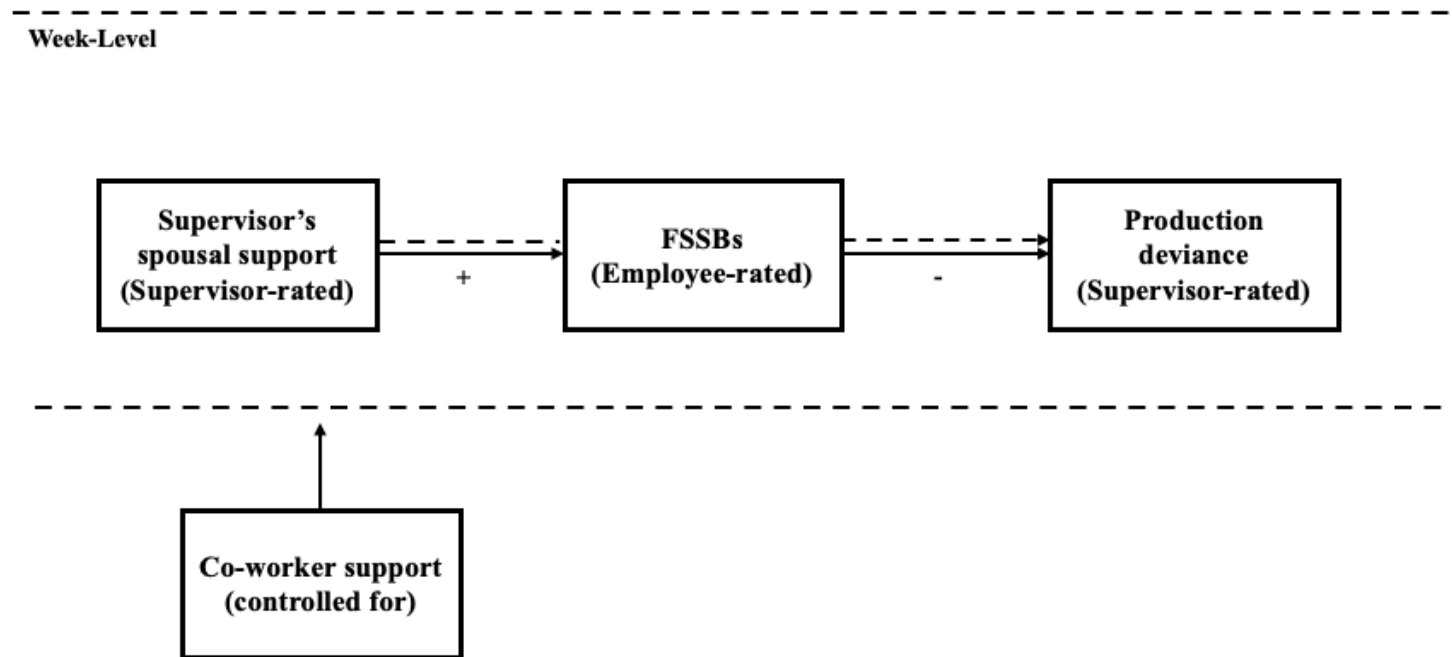 Week-Level
Supervisor’s
spousal support
(Supervisor-rated)
+
FSSBs
(Employee-rated)
-
Production
deviance
(Supervisor-rated)
Co-worker support
(controlled for)